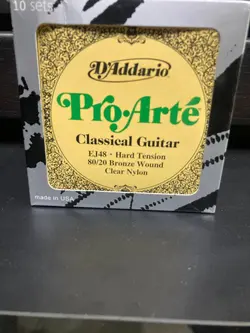 10 sets
D'Addario
Pro·Arté
Classical Guitar
EJ48 · Hard Tension
80/20 Bronze Wound
Clear Nylon
made in USA